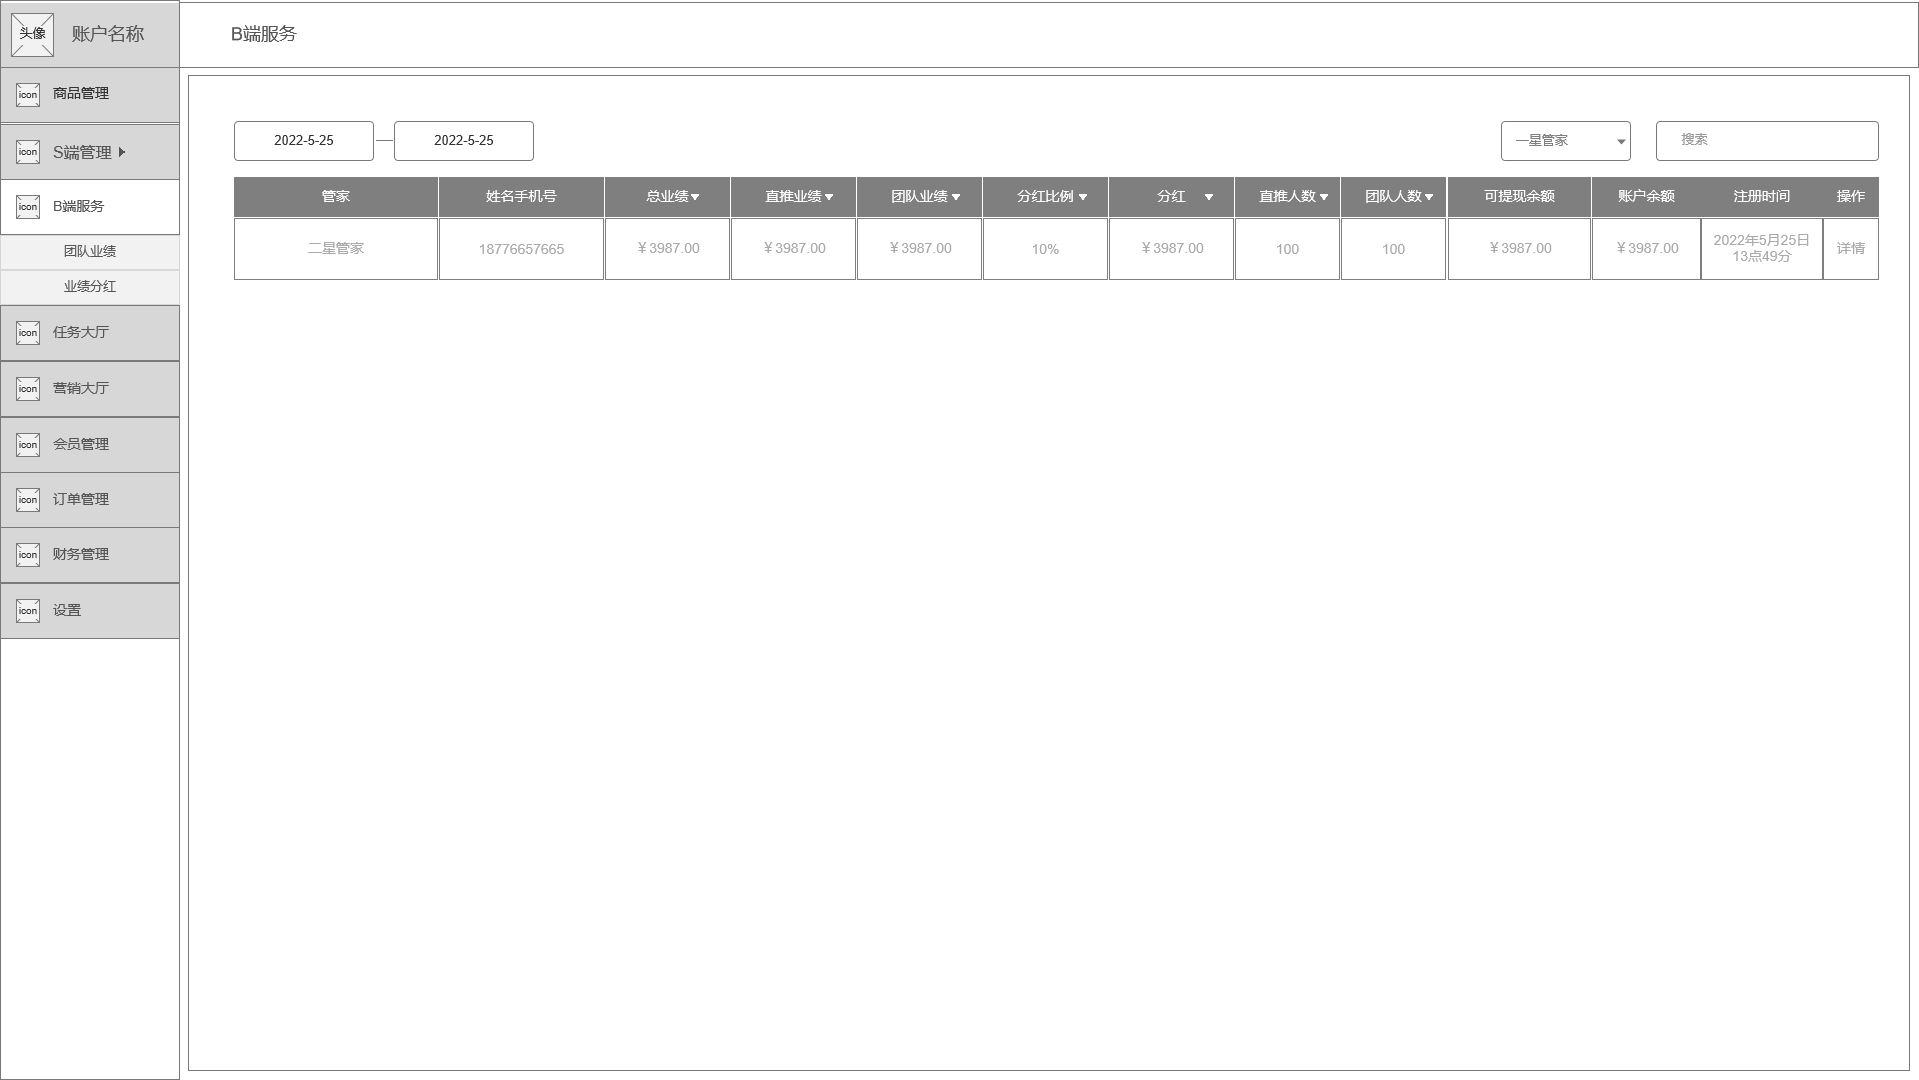 头像
账户名称
B端服务
icon 商品管理
icon S端管理
icon B端服务
团队业绩
业绩分红
icon 任务大厅
icon 营销大厅
icon 会员管理
icon 订单管理
icon 财务管理
icon 设置
2022-5-25 — 2022-5-25
一星管家
搜索
管家 姓名手机号 总业绩 直推业绩 团队业绩 分红比例 分红 直推人数 团队人数 可提现余额 账户余额 注册时间 操作
二星管家 18776657665 ￥3987.00 ￥3987.00 ￥3987.00 10% ￥3987.00 100 100 ￥3987.00 ￥3987.00 2022年5月25日 详情
13点49分